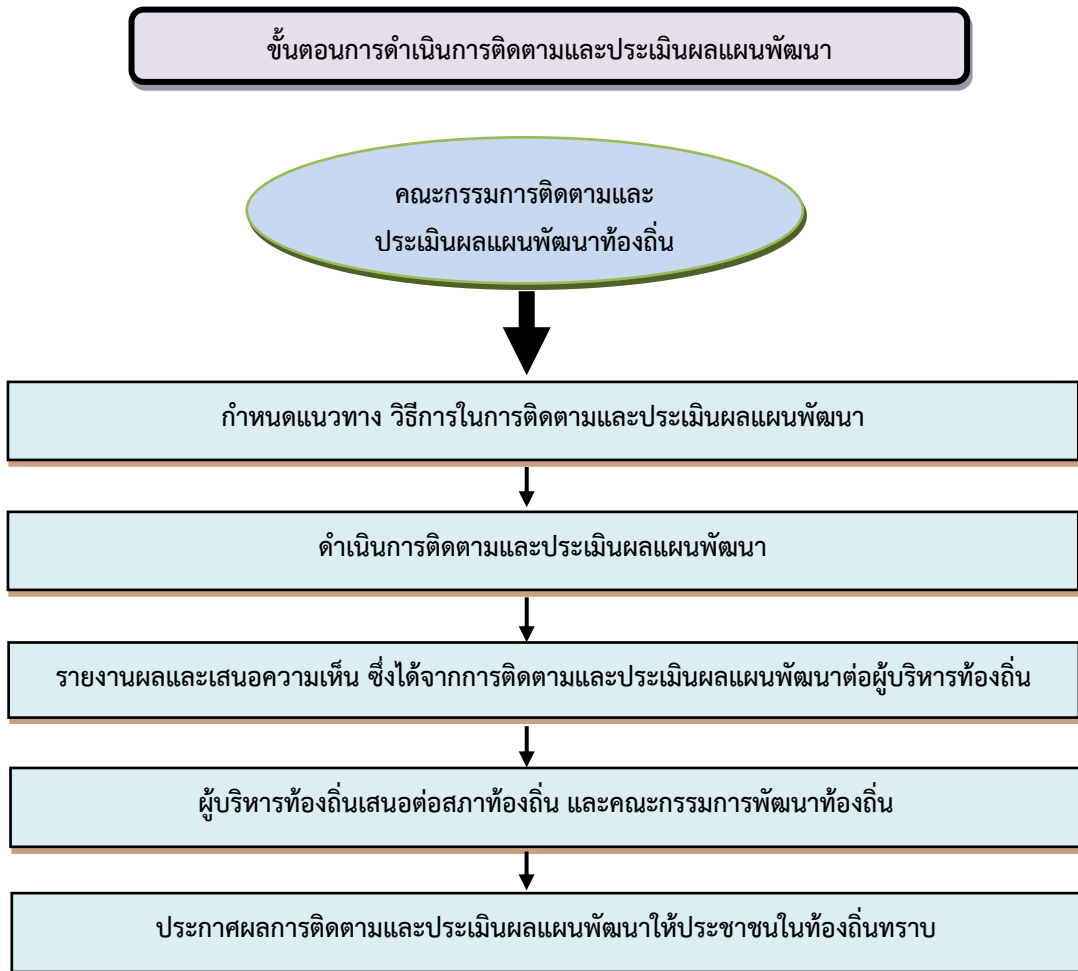 ขั้นตอนการดำเนินการติดตามและประเมินผลแผนพัฒนา
คณะกรรมการติดตามและ
ประเมินผลแผนพัฒนาท้องถิ่น
กำหนดแนวทาง วิธีการในการติดตามและประเมินผลแผนพัฒนา
ดำเนินการติดตามและประเมินผลแผนพัฒนา
รายงานผลและเสนอความเห็น ซึ่งได้จากการติดตามและประเมินผลแผนพัฒนาต่อผู้บริหารท้องถิ่น
ผู้บริหารท้องถิ่นเสนอต่อสภาท้องถิ่น และคณะกรรมการพัฒนาท้องถิ่น
ประกาศผลการติดตามและประเมินผลแผนพัฒนาให้ประชาชนในท้องถิ่นทราบ